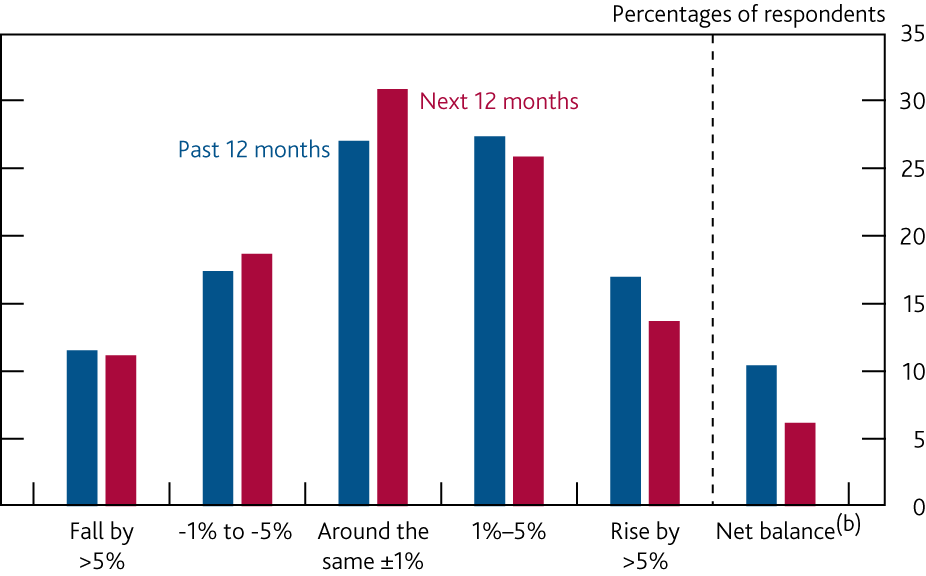 Percentages of respondents
35
Next 12 months
30
Past 12 months
25
20
15
10
5
0
Fall by
>5%
-1% to -5%
Around the
same ±1%
1%–5%
Rise by
>5%
Net balance(b)